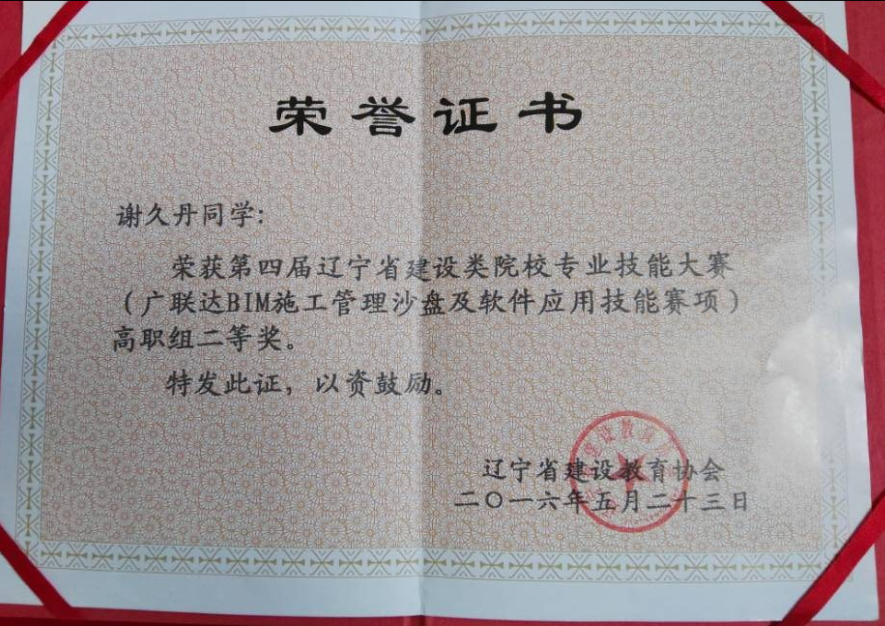 荣誉证书
谢久丹同学:
荣获第四届辽宁省建设类院校专业技能大赛
（广联达BIM施工管理沙盘及软件应用技能赛项）
高职组二等奖。
特发此证，以资鼓励。
辽宁省建设教育协会
二〇一六年五月二十三日